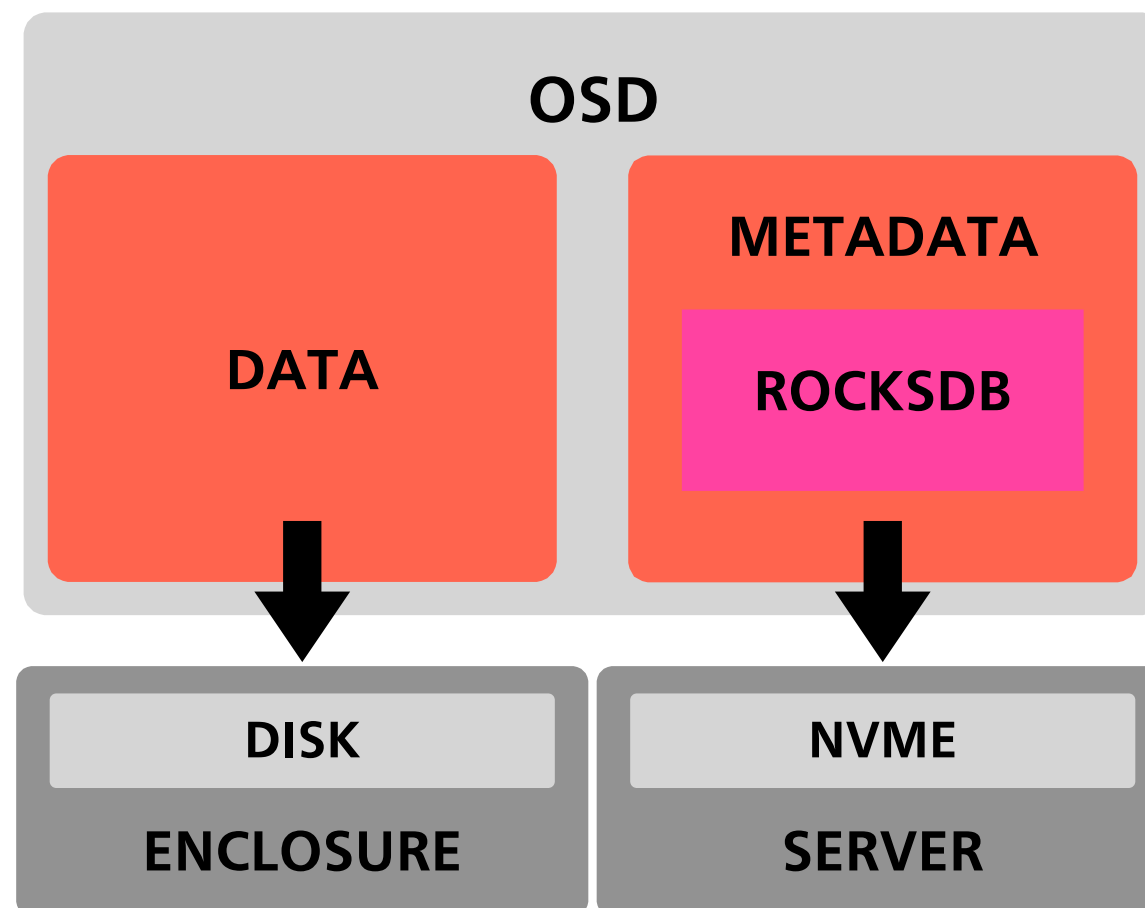 OSD
DATA
METADATA
ROCKSDB
DISK
ENCLOSURE
NVME
SERVER